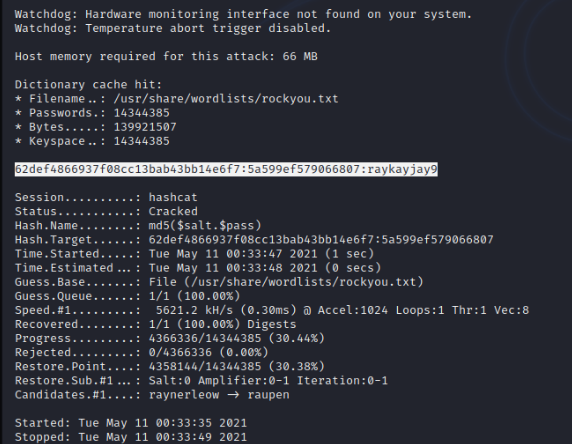 Watchdog: Hardware monitoring interface not found on your system.
Watchdog: Temperature abort trigger disabled.
Host memory required for this attack: 66 MB
Dictionary cache hit:
* Filename..: /usr/share/wordlists/rockyou.txt
* Passwords.: 14344385
* Bytes.....: 139921507
* Keyspace..: 14344385
62def4866937f08cc13bab43bb14e6f7:5a599ef579066807:raykayjay9
Session..........: hashcat
Status...........: Cracked
Hash.Name........: md5($salt.$pass)
Hash.Target......: 62def4866937f08cc13bab43bb14e6f7:5a599ef579066807
Time.Started.....: Tue May 11 00:33:47 2021 (1 sec)
Time.Estimated...: Tue May 11 00:33:48 2021 (0 secs)
Guess.Base.......: File (/usr/share/wordlists/rockyou.txt)
Guess.Queue......: 1/1 (100.00%)
Speed.#1.........:  5621.2 kH/s (0.30ms) @ Accel:1024 Loops:1 Thr:1 Vec:8
Recovered........: 1/1 (100.00%) Digests
Progress.........: 4366336/14344385 (30.44%)
Rejected.........: 0/4366336 (0.00%)
Restore.Point....: 4358144/14344385 (30.38%)
Restore.Sub.#1...: Salt:0 Amplifier:0-1 Iteration:0-1
Candidates.#1....: raynerleow -> raupen
Started: Tue May 11 00:33:35 2021
Stopped: Tue May 11 00:33:49 2021